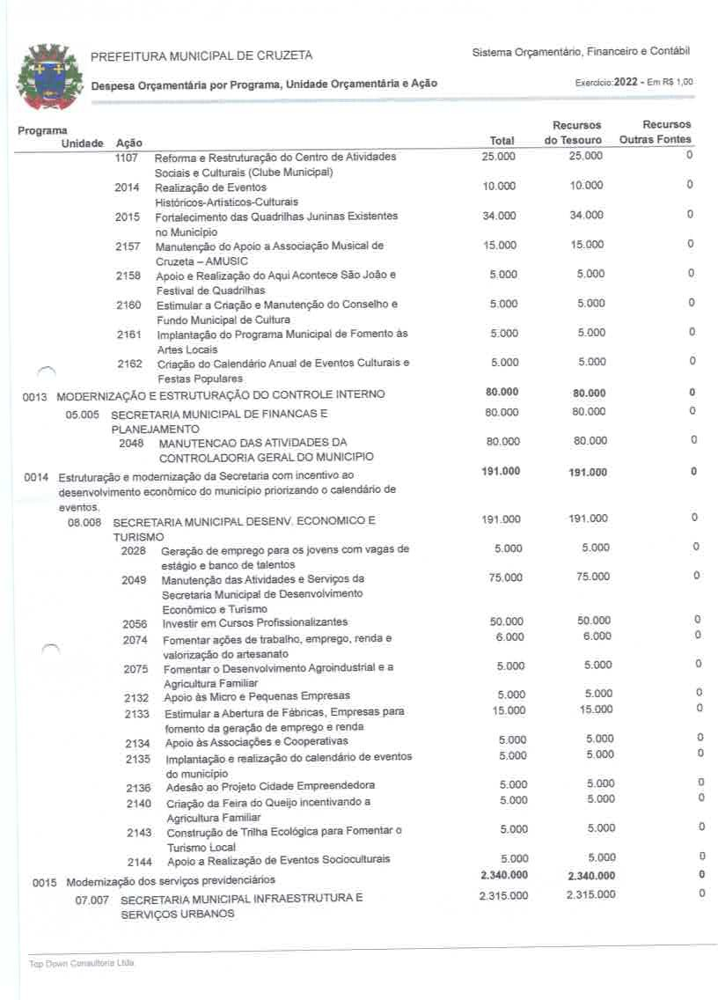 PREFEITURA MUNICIPAL DE CRUZETA
Sistema Orçamentário, Financeiro e Contábil
Despesa Orçamentária por Programa, Unidade Orçamentária e Ação
Exercício:2022 - Em R$ 1,00
Programa
Unidade Ação Total Recursos do Tesouro Recursos Outras Fontes
1107 Reforma e Restruturação do Centro de Atividades 25.000 25.000 0
Sociais e Culturais (Clube Municipal)
2014 Realização de Eventos 10.000 10.000 0
Históricos-Artísticos-Culturais
2015 Fortalecimento das Quadrilhas Juninas Existentes 34.000 34.000 0
no Município
2157 Manutenção do Apoio a Associação Musical de 15.000 15.000 0
Cruzeta – AMUSIC
2158 Apoio e Realização do Aqui Acontece São João e 5.000 5.000 0
Festival de Quadrilhas
2160 Estimular a Criação e Manutenção do Conselho e 5.000 5.000 0
Fundo Municipal de Cultura
2161 Implantação do Programa Municipal de Fomento às 5.000 5.000 0
Artes Locais
2162 Criação do Calendário Anual de Eventos Culturais e 5.000 5.000 0
Festas Populares
0013 MODERNIZAÇÃO E ESTRUTURAÇÃO DO CONTROLE INTERNO 80.000 80.000 0
05.005 SECRETARIA MUNICIPAL DE FINANCAS E 80.000 80.000 0
PLANEJAMENTO
2048 MANUTENCAO DAS ATIVIDADES DA 80.000 80.000 0
CONTROLADORIA GERAL DO MUNICIPIO
0014 Estruturação e modernização da Secretaria com incentivo ao 191.000 191.000 0
desenvolvimento econômico do município priorizando o calendário de
eventos.
08.008 SECRETARIA MUNICIPAL DESENV. ECONOMICO E 191.000 191.000 0
TURISMO
2028 Geração de emprego para os jovens com vagas de 5.000 5.000 0
estágio e banco de talentos
2049 Manutenção das Atividades e Serviços da 75.000 75.000 0
Secretaria Municipal de Desenvolvimento
Econômico e Turismo
2056 Investir em Cursos Profissionalizantes 50.000 50.000 0
2074 Fomentar ações de trabalho, emprego, renda e 6.000 6.000 0
valorização do artesanato
2075 Fomentar o Desenvolvimento Agroindustrial e a 5.000 5.000 0
Agricultura Familiar
2132 Apoio às Micro e Pequenas Empresas 5.000 5.000 0
2133 Estimular a Abertura de Fábricas, Empresas para 15.000 15.000 0
fomento da geração de emprego e renda
2134 Apoio às Associações e Cooperativas 5.000 5.000 0
2135 Implantação e realização do calendário de eventos 5.000 5.000 0
do município
2136 Adesão ao Projeto Cidade Empreendedora 5.000 5.000 0
2140 Criação da Feira do Queijo incentivando a 5.000 5.000 0
Agricultura Familiar
2143 Construção de Trilha Ecológica para Fomentar o 5.000 5.000 0
Turismo Local
2144 Apoio a Realização de Eventos Socioculturais 5.000 5.000 0
0015 Modernização dos serviços previdenciários 2.340.000 2.340.000 0
07.007 SECRETARIA MUNICIPAL INFRAESTRUTURA E 2.315.000 2.315.000 0
SERVIÇOS URBANOS
Top Down Consultoria Ltda.